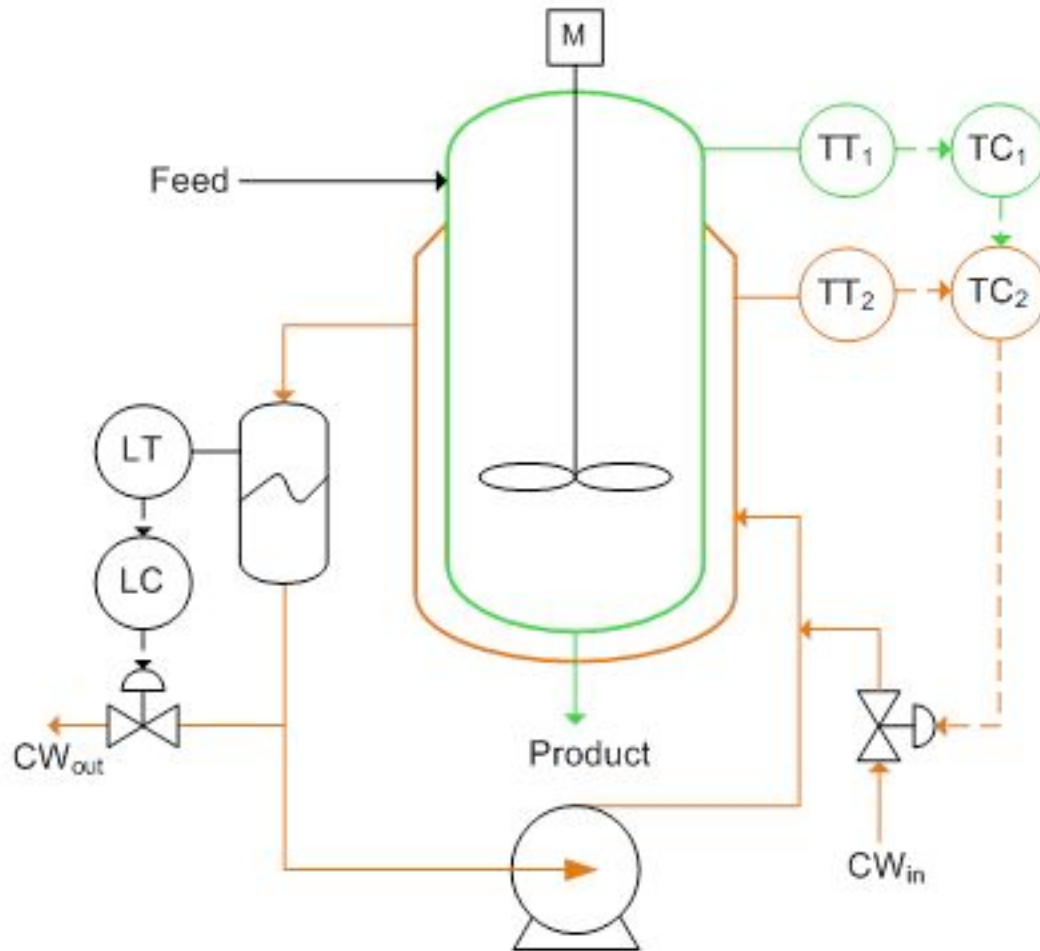 M
Feed
TT₁
TC₁
TT₂
TC₂
LT
LC
CWout
Product
CWin